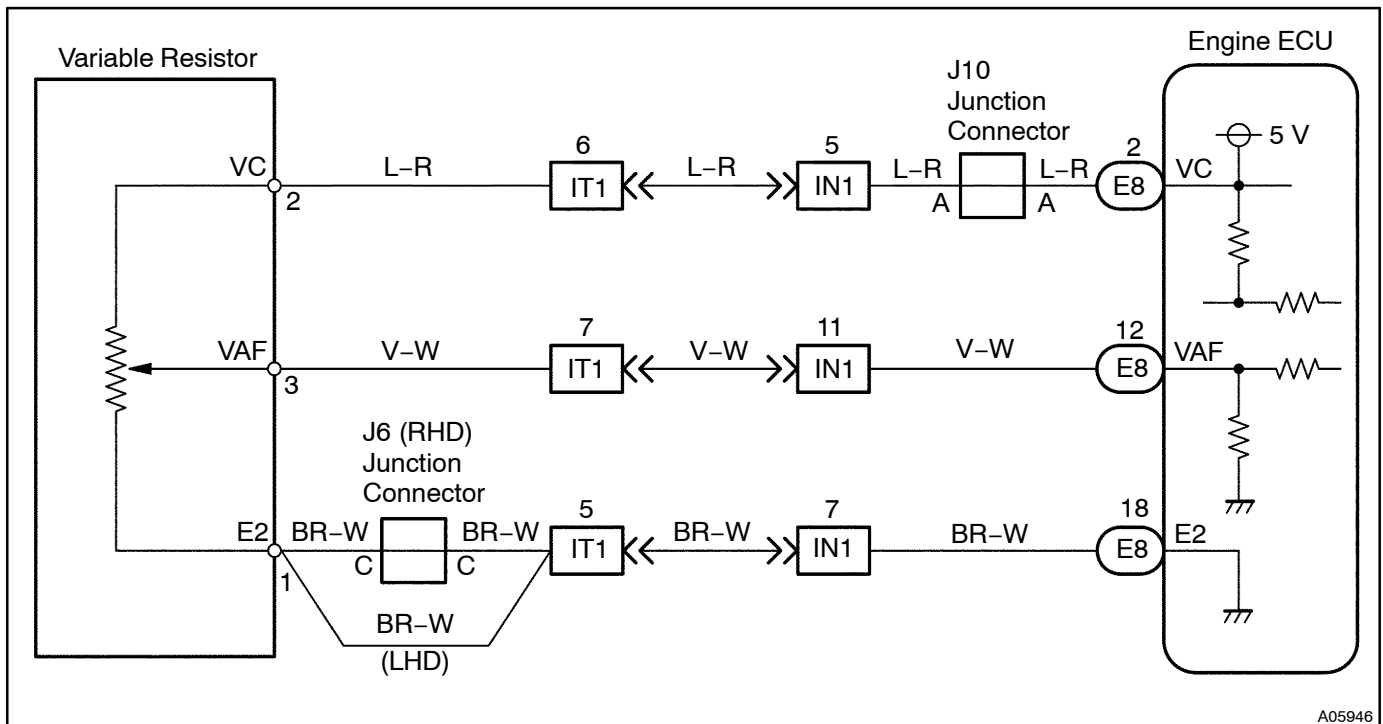 Variable Resistor
Engine ECU
J10
Junction
Connector
5 V
VC
2
L–R
6
IT1
L–R
5
IN1
L–R
A
A
L–R
2
E8
VC
VAF
3
V–W
7
IT1
V–W
11
IN1
V–W
12
E8
VAF
J6 (RHD)
Junction
Connector
E2
1
BR–W
C
C
BR–W
5
IT1
BR–W
7
IN1
BR–W
18
E8
E2
BR–W
(LHD)
A05946